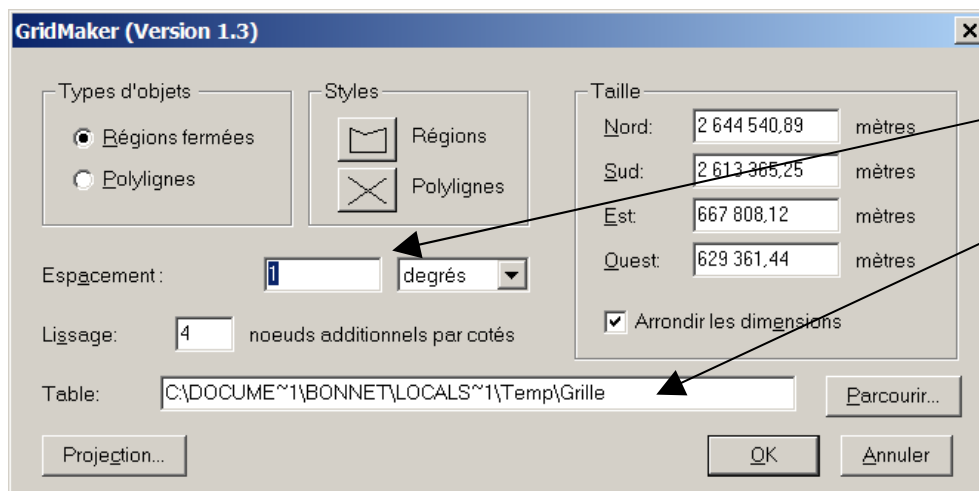 GridMaker (Version 1.3)
Types d'objets
Régions fermées
Polylignes
Styles
Régions
Polylignes
Taille
Nord: 2 644 540,89 mètres
Sud: 2 613 365,25 mètres
Est: 667 808,12 mètres
Ouest: 629 361,44 mètres
Arrondir les dimensions
Espacement : 1 degrés
Lissage: 4 noeuds additionnels par cotés
Table: C:\DOCUME~1\BONNET\LOCALS~1\Temp\Grille Parcourir...
Projection... OK Annuler